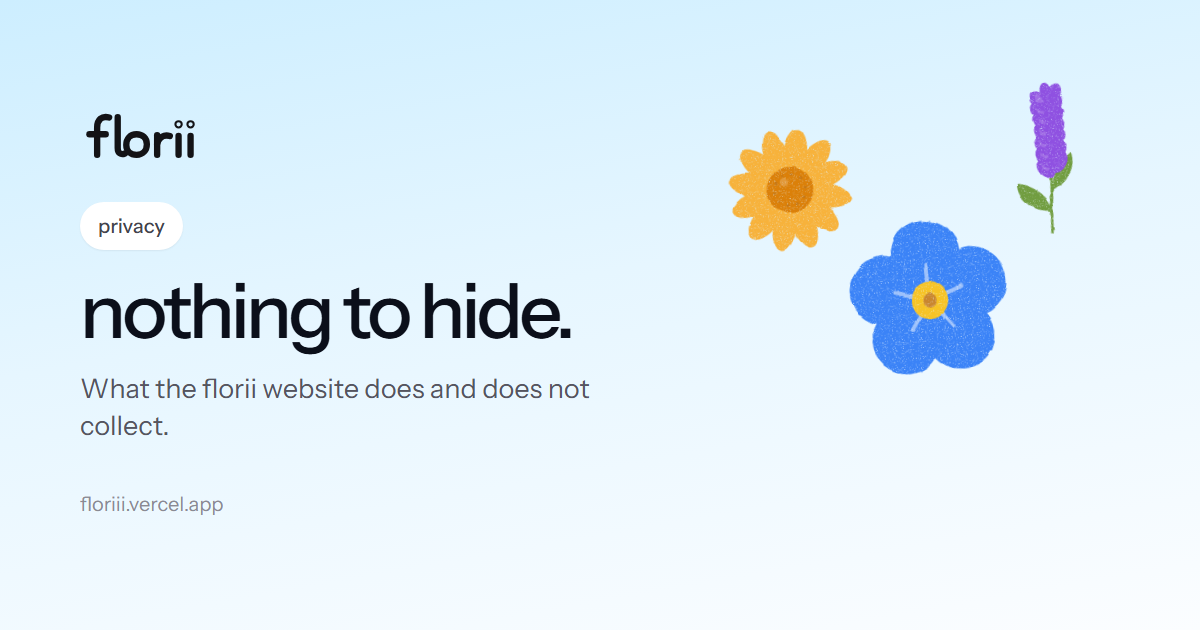 florii
privacy
nothing to hide.
What the florii website does and does not
collect.
floriii.vercel.app